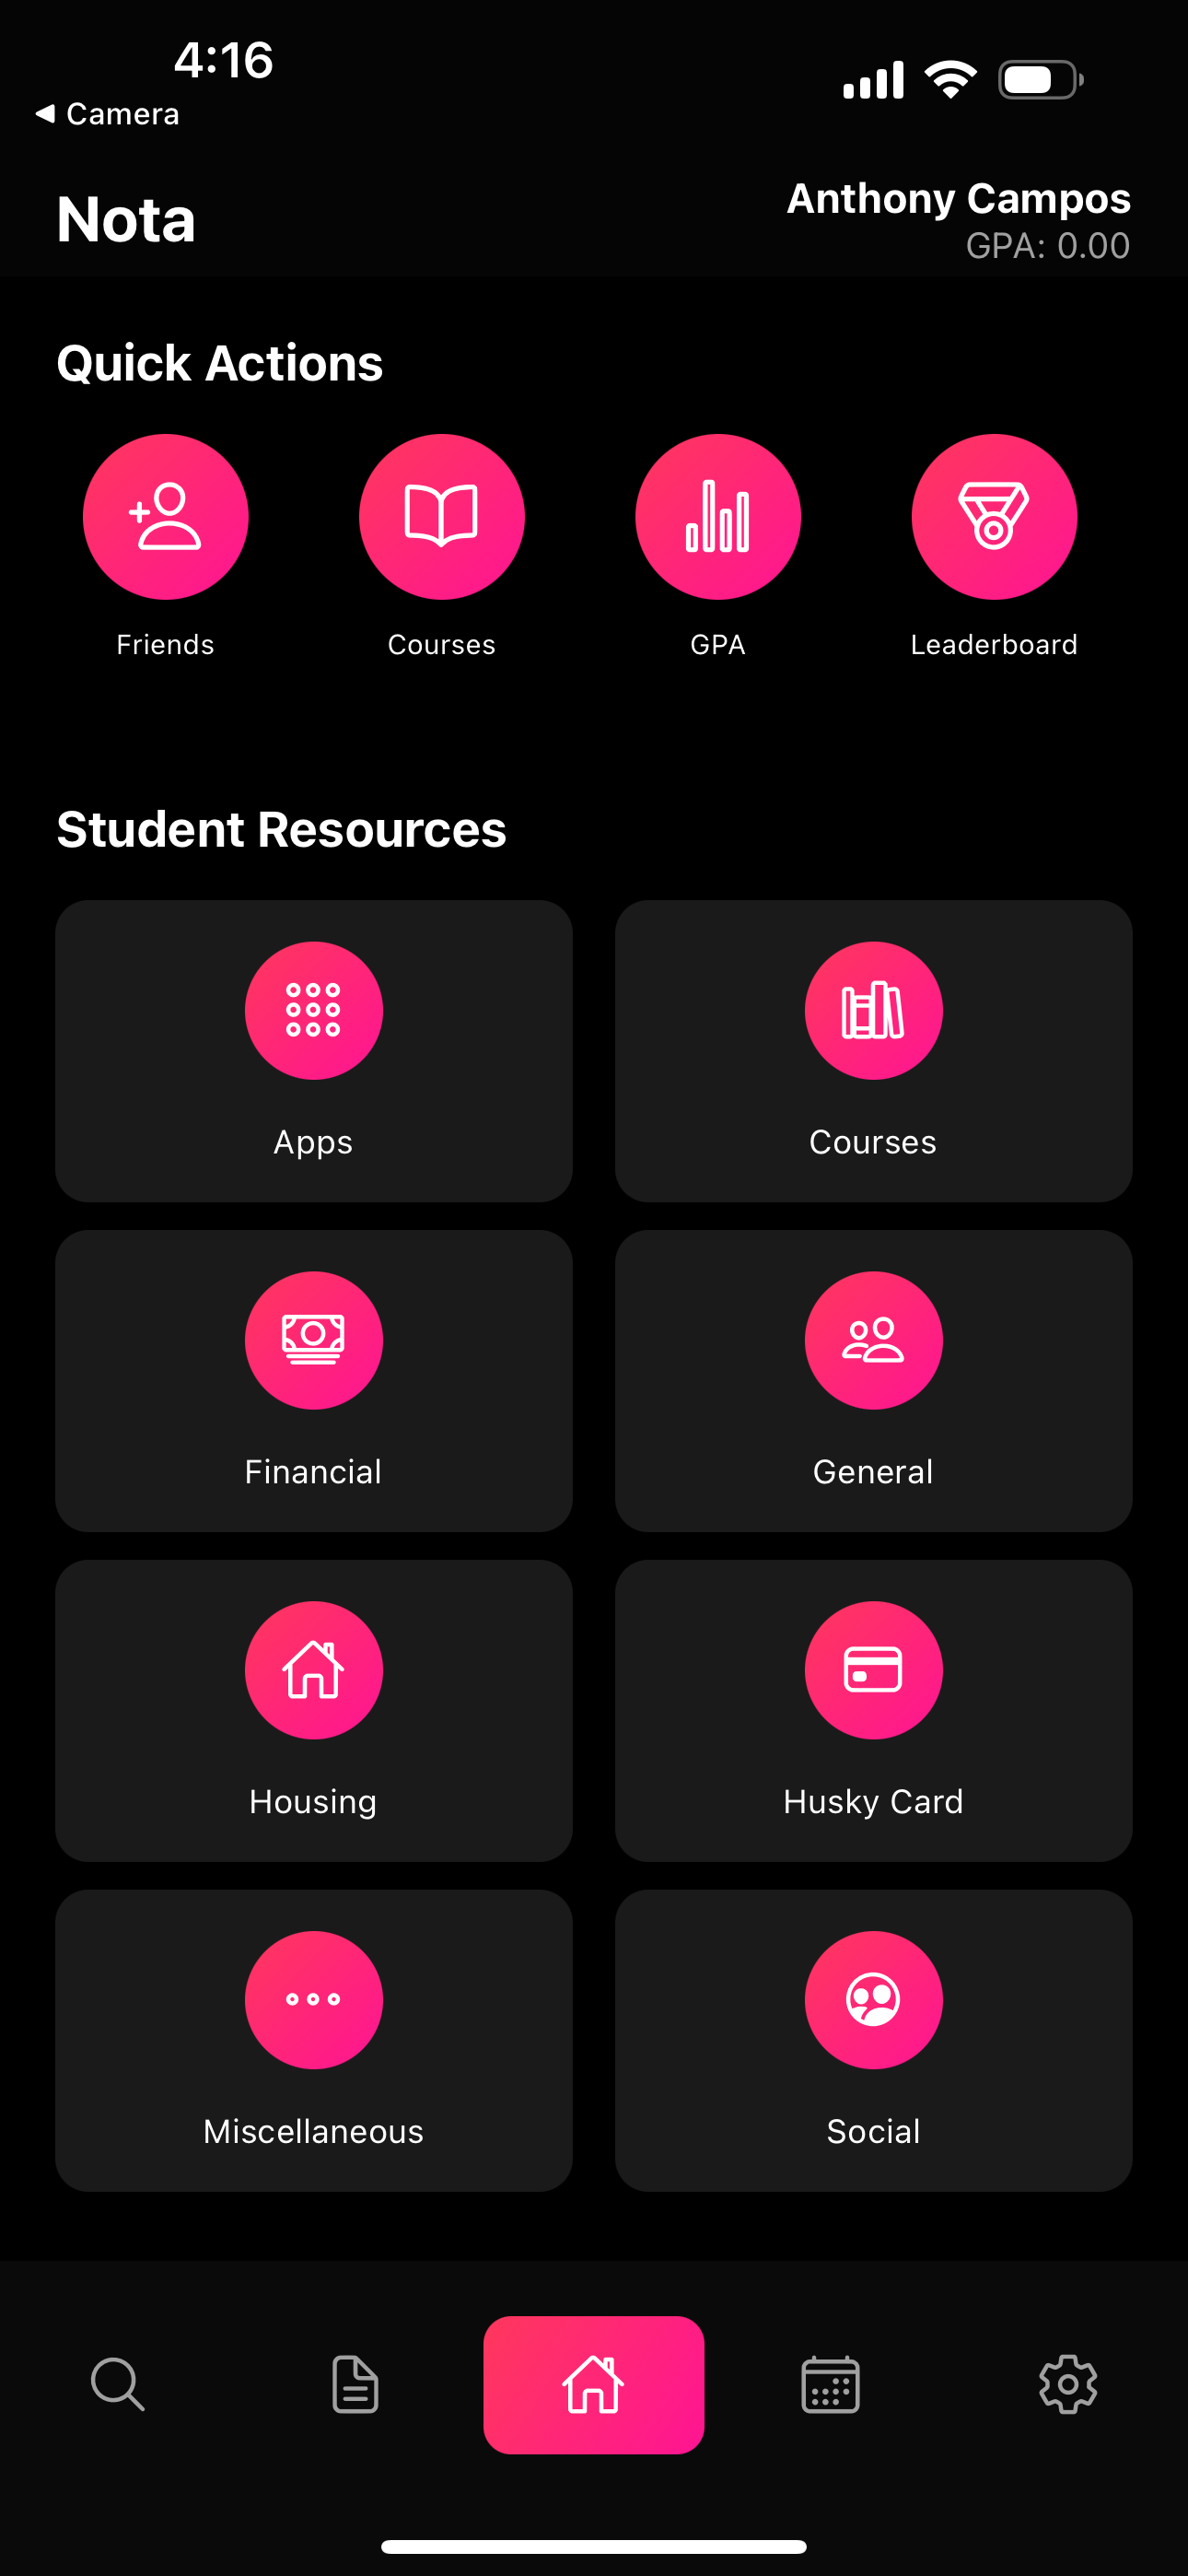 4:16
Camera
Nota
Anthony Campos
GPA: 0.00
Quick Actions
Friends
Courses
GPA
Leaderboard
Student Resources
Apps
Courses
Financial
General
Housing
Husky Card
Miscellaneous
Social